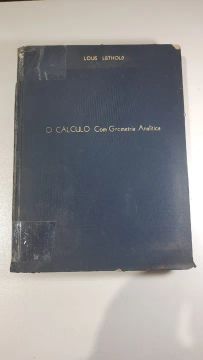 LOUIS LEITHOLD
O CÁLCULO Com Geometria Analítica